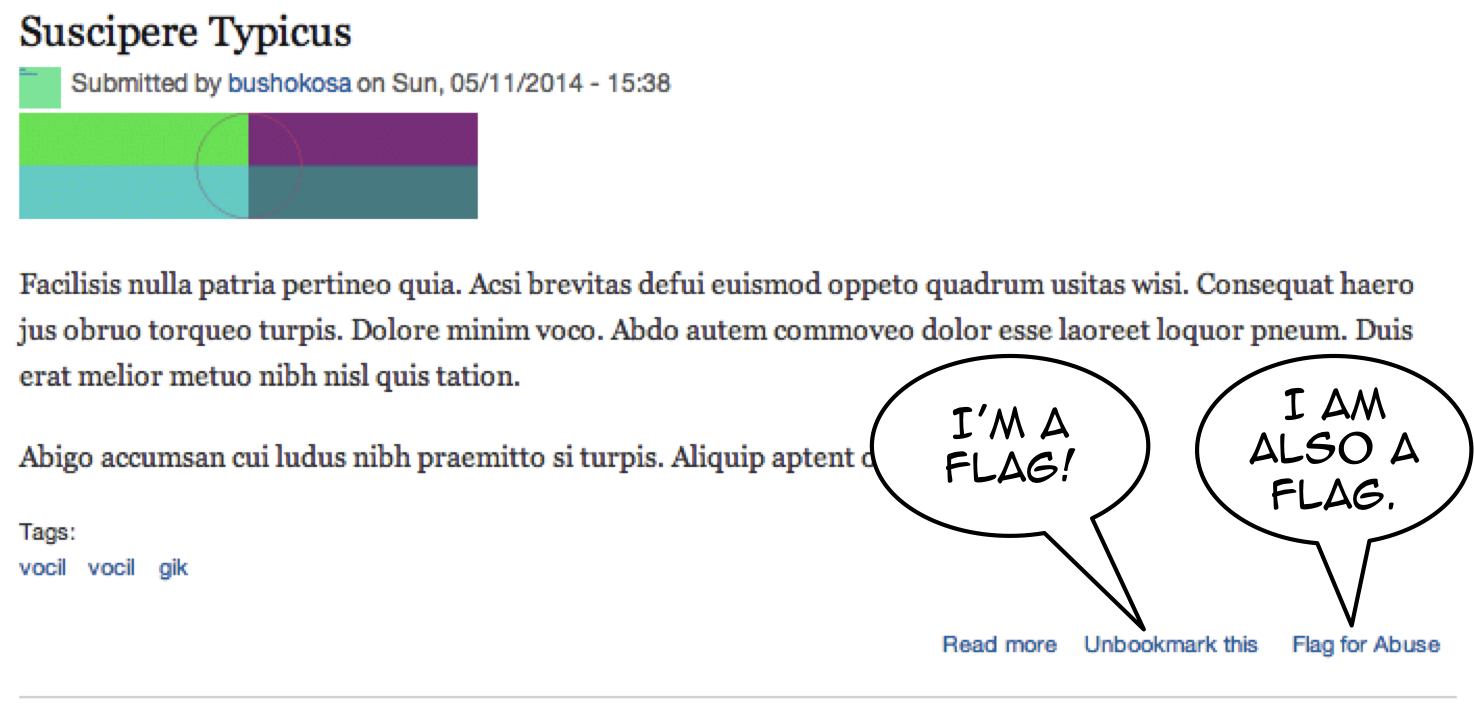 Suscipere Typicus
Submitted by bushokosa on Sun, 05/11/2014 - 15:38
Facilisis nulla patria pertineo quia. Acsi brevitas defui euismod oppeto quadrum usitas wisi. Consequat haero
jus obruo torqueo turpis. Dolore minim voco. Abdo autem commoveo dolor esse laoreet loquor pneum. Duis
erat melior metuo nibh nisl quis tation.
Abigo accumsan cui ludus nibh praemitto si turpis. Aliquip aptent
I'M A
FLAG!
I AM
ALSO A
FLAG.
Tags:
vocil vocil gik
Read more Unbookmark this Flag for Abuse